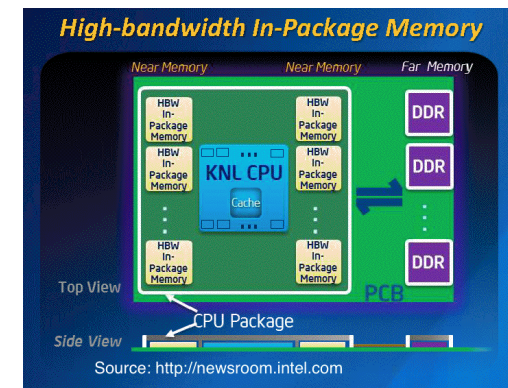 High-bandwidth In-Package Memory
Near Memory
Near Memory
Far Memory
HBW
In-
Package
Memory
HBW
In-
Package
Memory
DDR
HBW
In-
Package
Memory
KNL CPU
Cache
HBW
In-
Package
Memory
DDR
HBW
In-
Package
Memory
HBW
In-
Package
Memory
DDR
Top View
PCB
CPU Package
Side View
Source: http://newsroom.intel.com